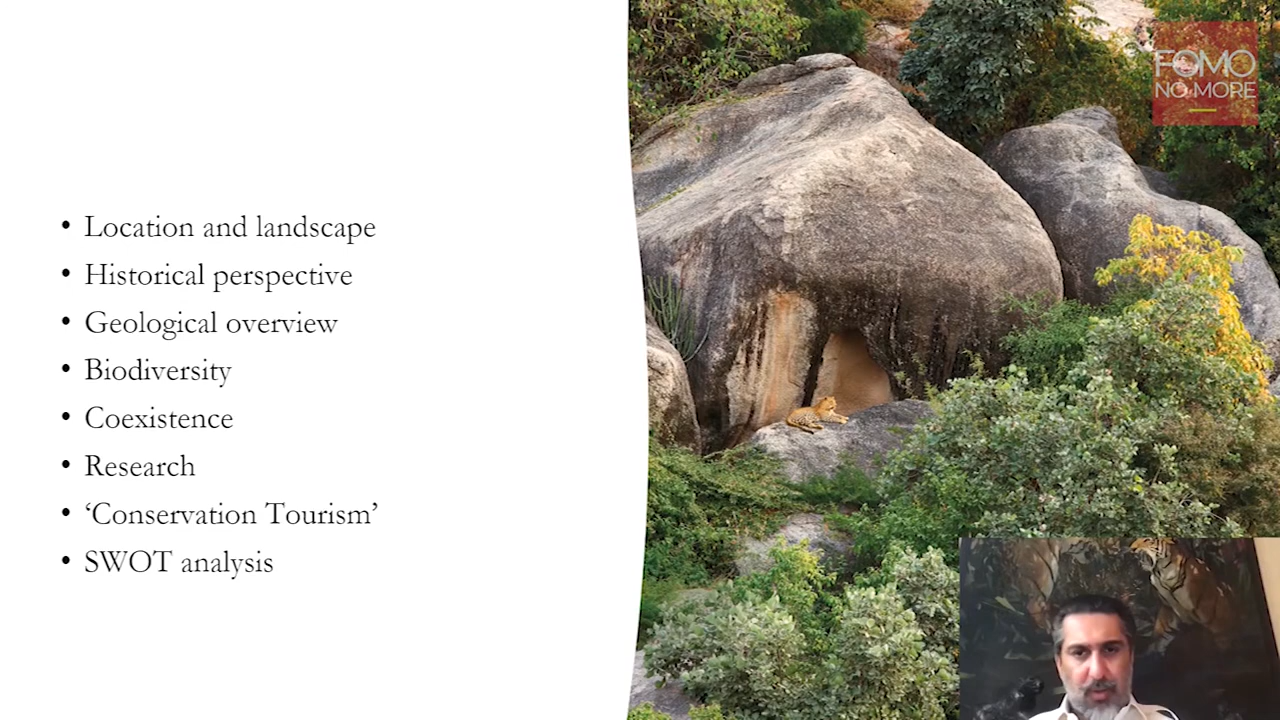 • Location and landscape
• Historical perspective
• Geological overview
• Biodiversity
• Coexistence
• Research
• ‘Conservation Tourism’
• SWOT analysis
FOMO
NO MORE